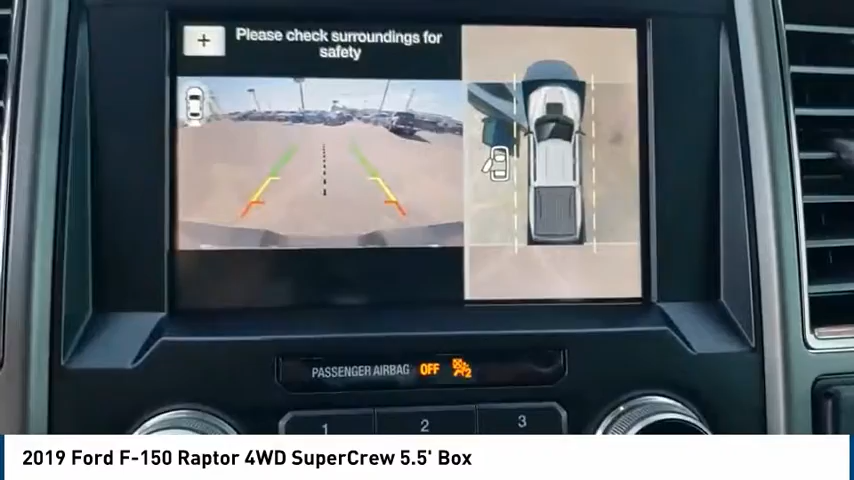 +
Please check surroundings for
safety
PASSENGER AIRBAG OFF 2
1 2 3
2019 Ford F-150 Raptor 4WD SuperCrew 5.5' Box